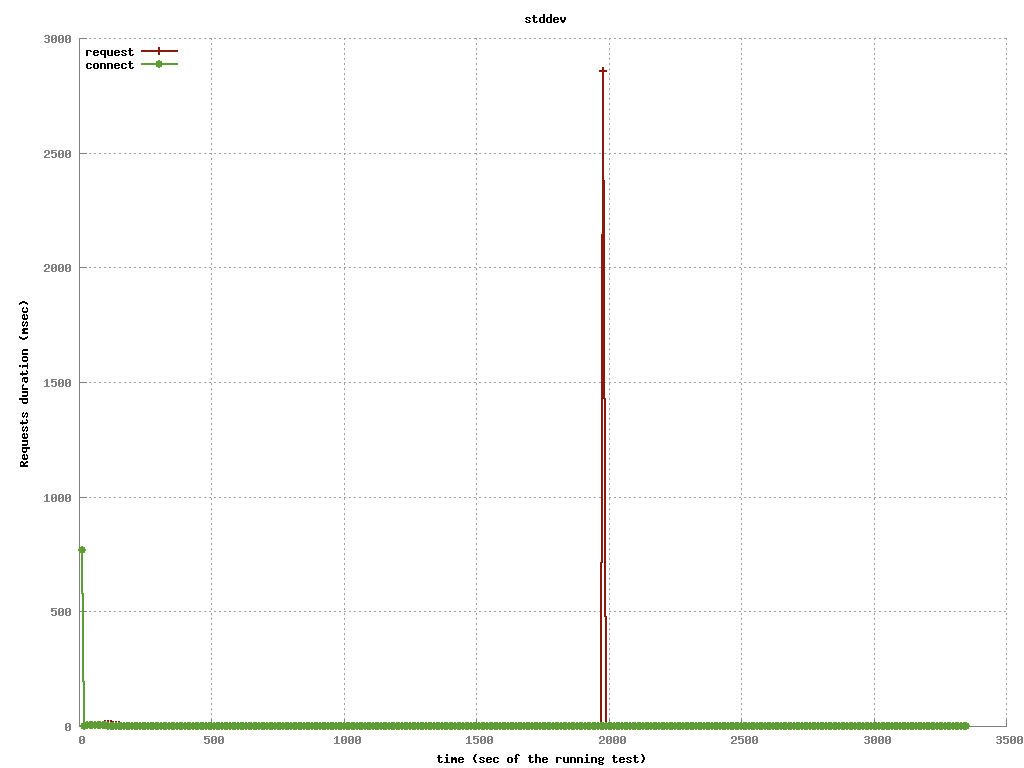 stddev
request
connect
3000
2500
2000
1500
1000
500
0
0 500 1000 1500 2000 2500 3000 3500
Requests duration (msec)
time (sec of the running test)